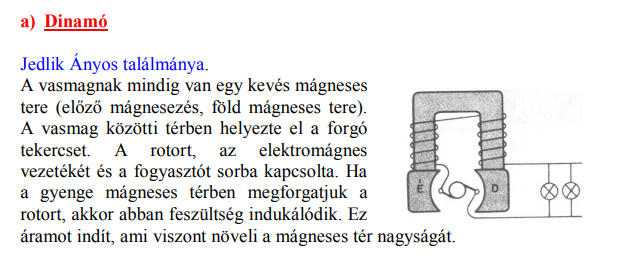 a) Dinamó
Jedlik Ányos találmánya.
A vasmagnak mindig van egy kevés mágneses
tere (előző mágnesezés, föld mágneses tere).
A vasmag közötti térben helyezte el a forgó
tekercset. A rotort, az elektromágnes
vezetékét és a fogyasztót sorba kapcsolta. Ha
a gyenge mágneses térben megforgatjuk a
rotort, akkor abban feszültség indukálódik. Ez
áramot indít, ami viszont növeli a mágneses tér nagyságát.
É D